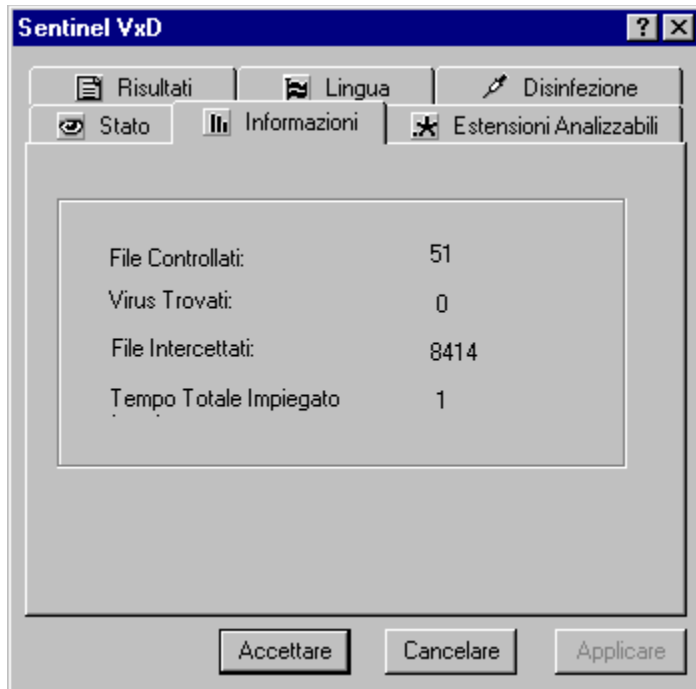 Sentinel VxD
Risultati Lingua Disinfezione
Stato Informazioni Estensioni Analizzabili
File Controllati: 51
Virus Trovati: 0
File Intercettati: 8414
Tempo Totale Impiegato 1
Accettare Cancelare Applicare